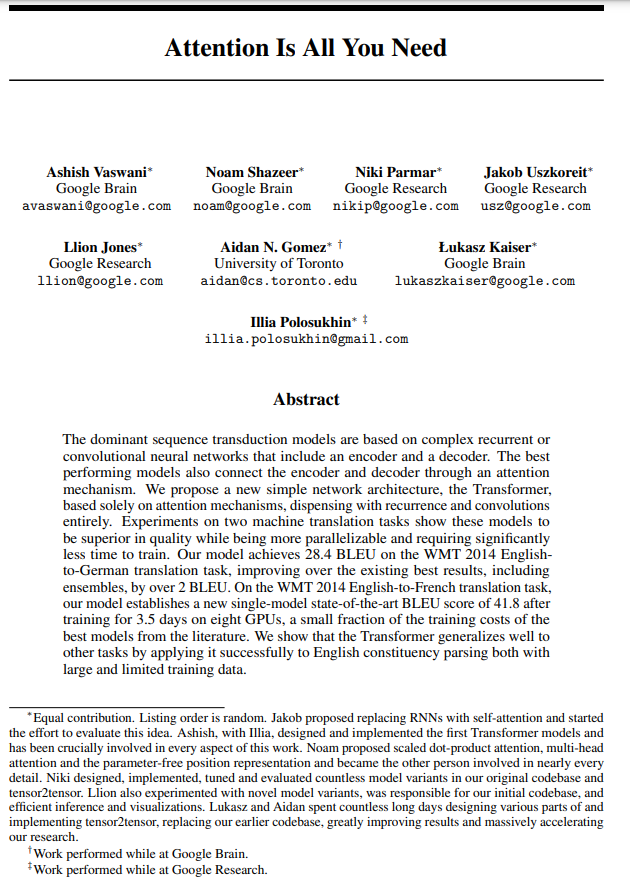 Attention Is All You Need
Ashish Vaswani* Noam Shazeer* Niki Parmar* Jakob Uszkoreit*
Google Brain Google Brain Google Research Google Research
avaswani@google.com noam@google.com nikip@google.com usz@google.com
Llion Jones* Aidan N. Gomez* † Łukasz Kaiser*
Google Research University of Toronto Google Brain
llion@google.com aidan@cs.toronto.edu lukaszkaiser@google.com
Illia Polosukhin* ‡
illia.polosukhin@gmail.com
Abstract
The dominant sequence transduction models are based on complex recurrent or
convolutional neural networks that include an encoder and a decoder. The best
performing models also connect the encoder and decoder through an attention
mechanism. We propose a new simple network architecture, the Transformer,
based solely on attention mechanisms, dispensing with recurrence and convolutions
entirely. Experiments on two machine translation tasks show these models to
be superior in quality while being more parallelizable and requiring significantly
less time to train. Our model achieves 28.4 BLEU on the WMT 2014 English-
to-German translation task, improving over the existing best results, including
ensembles, by over 2 BLEU. On the WMT 2014 English-to-French translation task,
our model establishes a new single-model state-of-the-art BLEU score of 41.8 after
training for 3.5 days on eight GPUs, a small fraction of the training costs of the
best models from the literature. We show that the Transformer generalizes well to
other tasks by applying it successfully to English constituency parsing both with
large and limited training data.
*Equal contribution. Listing order is random. Jakob proposed replacing RNNs with self-attention and started
the effort to evaluate this idea. Ashish, with Illia, designed and implemented the first Transformer models and
has been crucially involved in every aspect of this work. Noam proposed scaled dot-product attention, multi-head
attention and the parameter-free position representation and became the other person involved in nearly every
detail. Niki designed, implemented, tuned and evaluated countless model variants in our original codebase and
tensor2tensor. Llion also experimented with novel model variants, was responsible for our initial codebase, and
efficient inference and visualizations. Lukasz and Aidan spent countless long days designing various parts of and
implementing tensor2tensor, replacing our earlier codebase, greatly improving results and massively accelerating
our research.
†Work performed while at Google Brain.
‡Work performed while at Google Research.